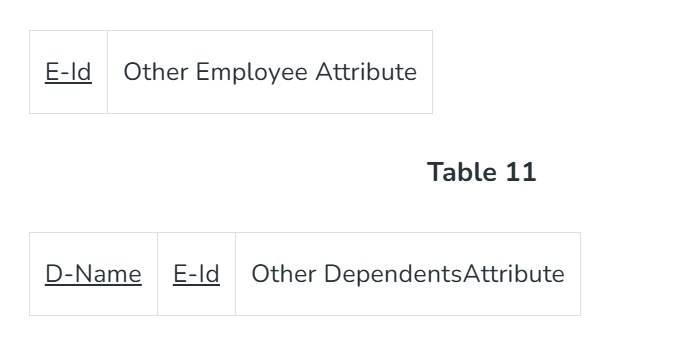 E-Id Other Employee Attribute
Table 11
D-Name E-Id Other DependentsAttribute